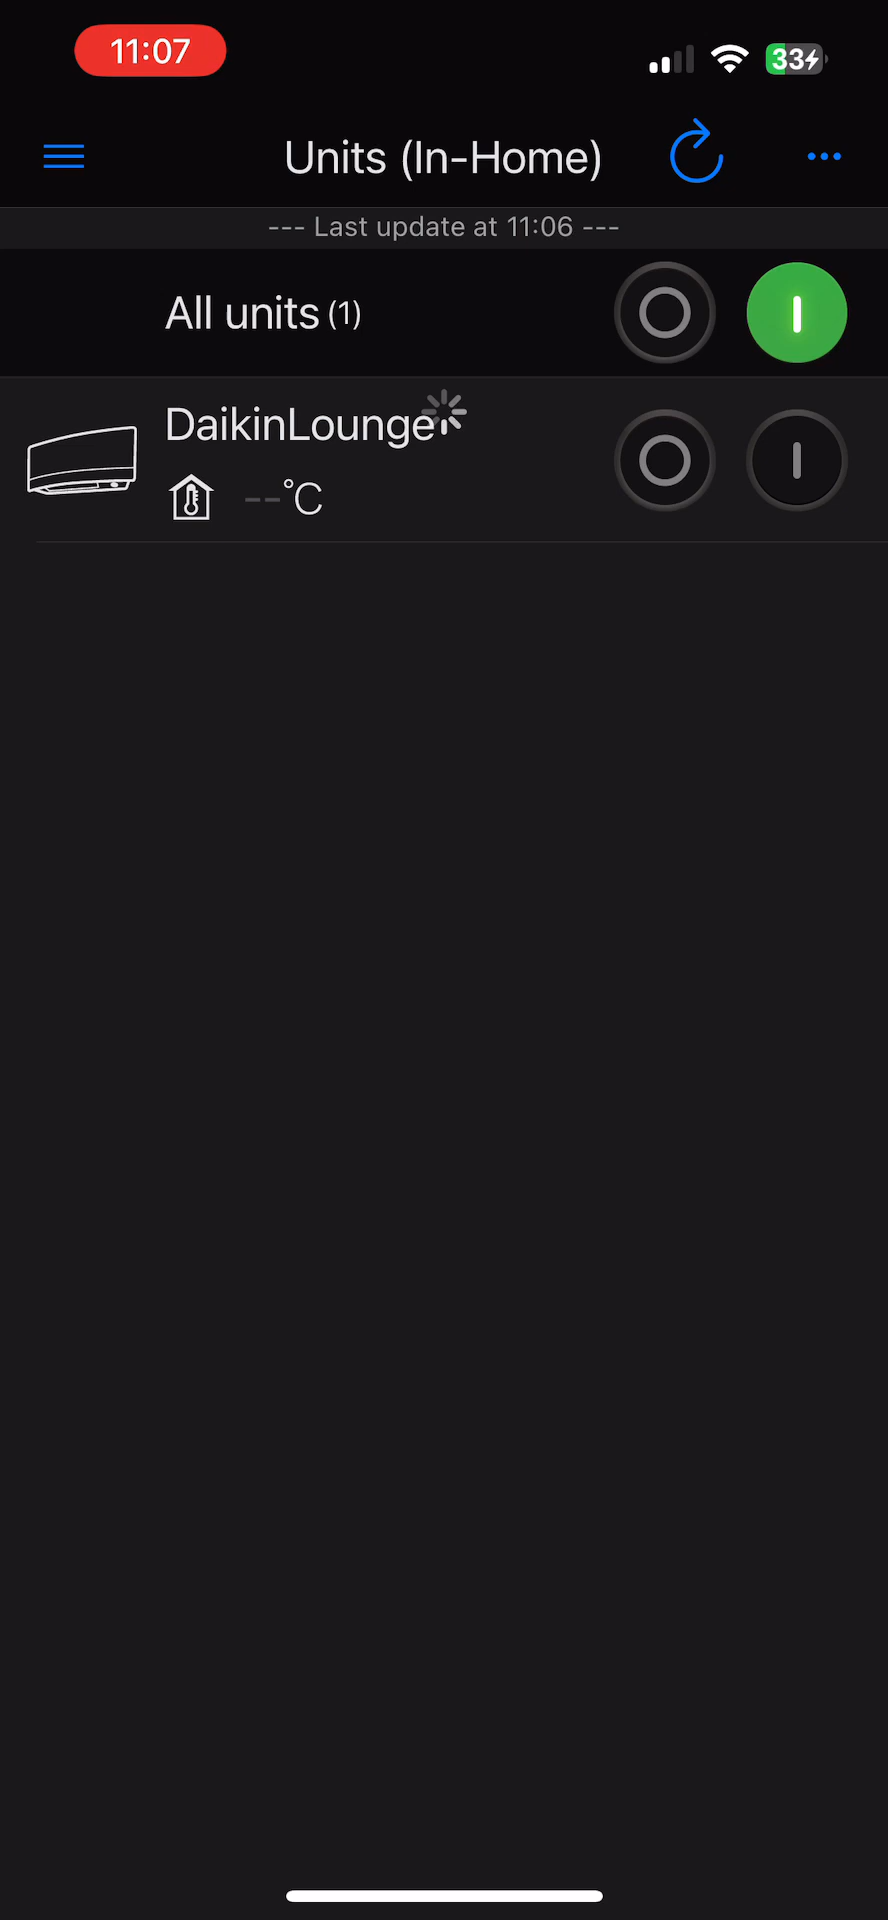 11:07
33
Units (In-Home)
--- Last update at 11:06 ---
All units (1)
DaikinLounge
--°C